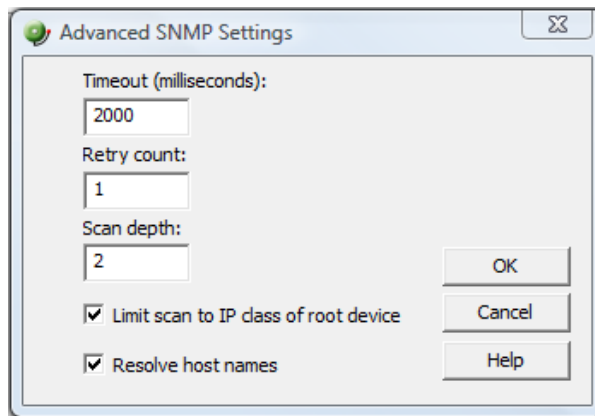 Advanced SNMP Settings
Timeout (milliseconds):
2000
Retry count:
1
Scan depth:
2
OK
Limit scan to IP class of root device
Cancel
Resolve host names
Help